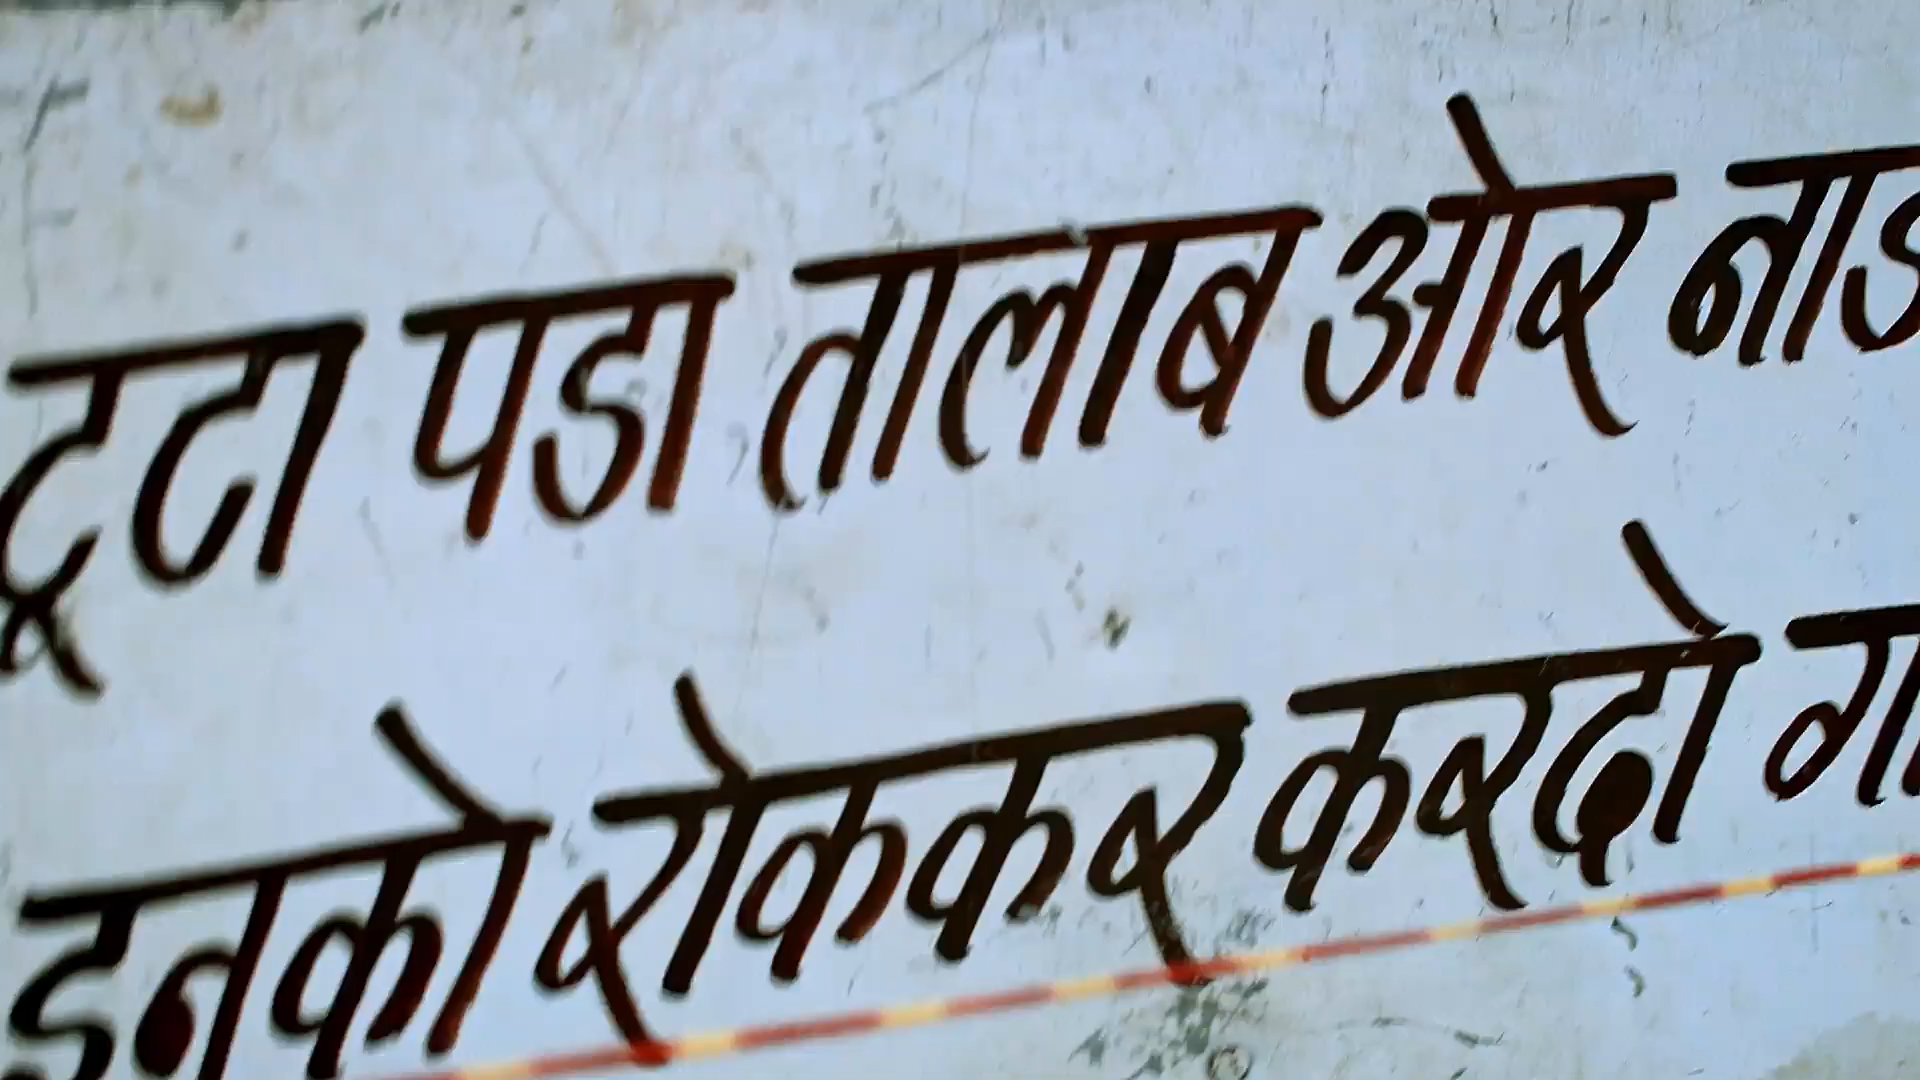 टूटा पडा तालाब ओर
इनको रोककर करदो